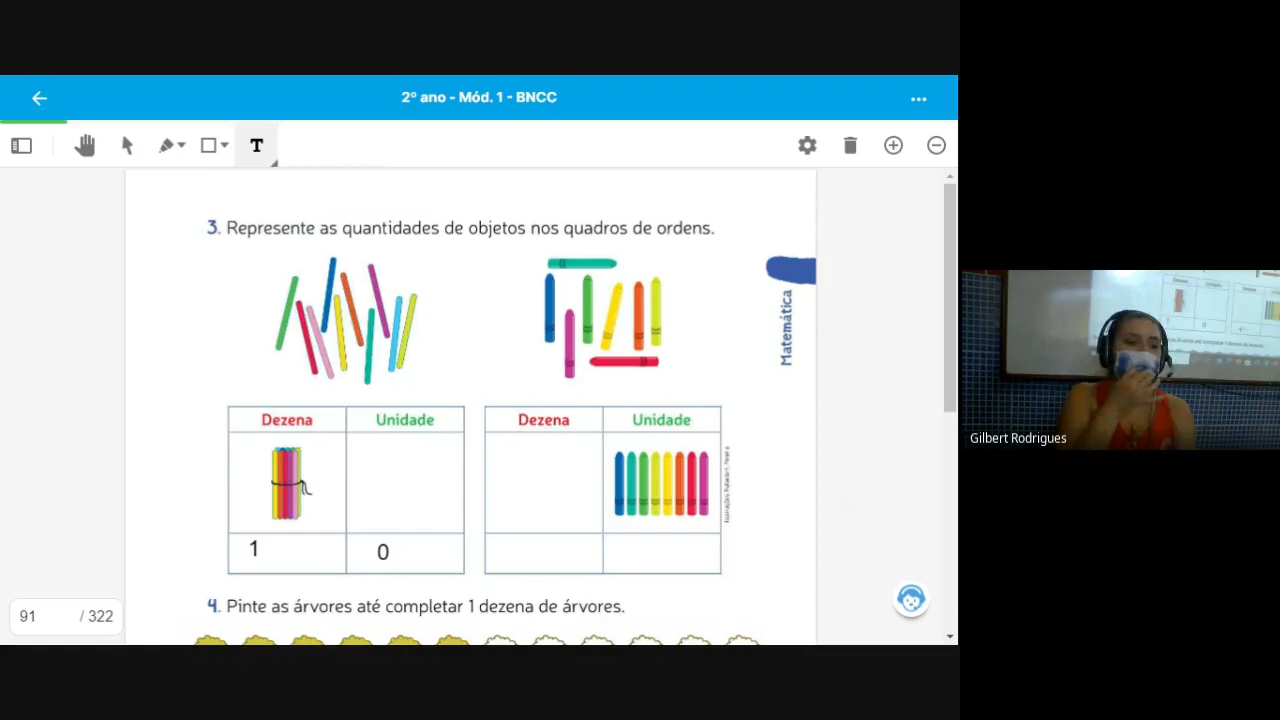 2º ano - Mód. 1 - BNCC
T
3. Represente as quantidades de objetos nos quadros de ordens.
Matemática
Dezena Unidade
1 0
Dezena Unidade
4. Pinte as árvores até completar 1 dezena de árvores.
91 / 322
Gilbert Rodrigues